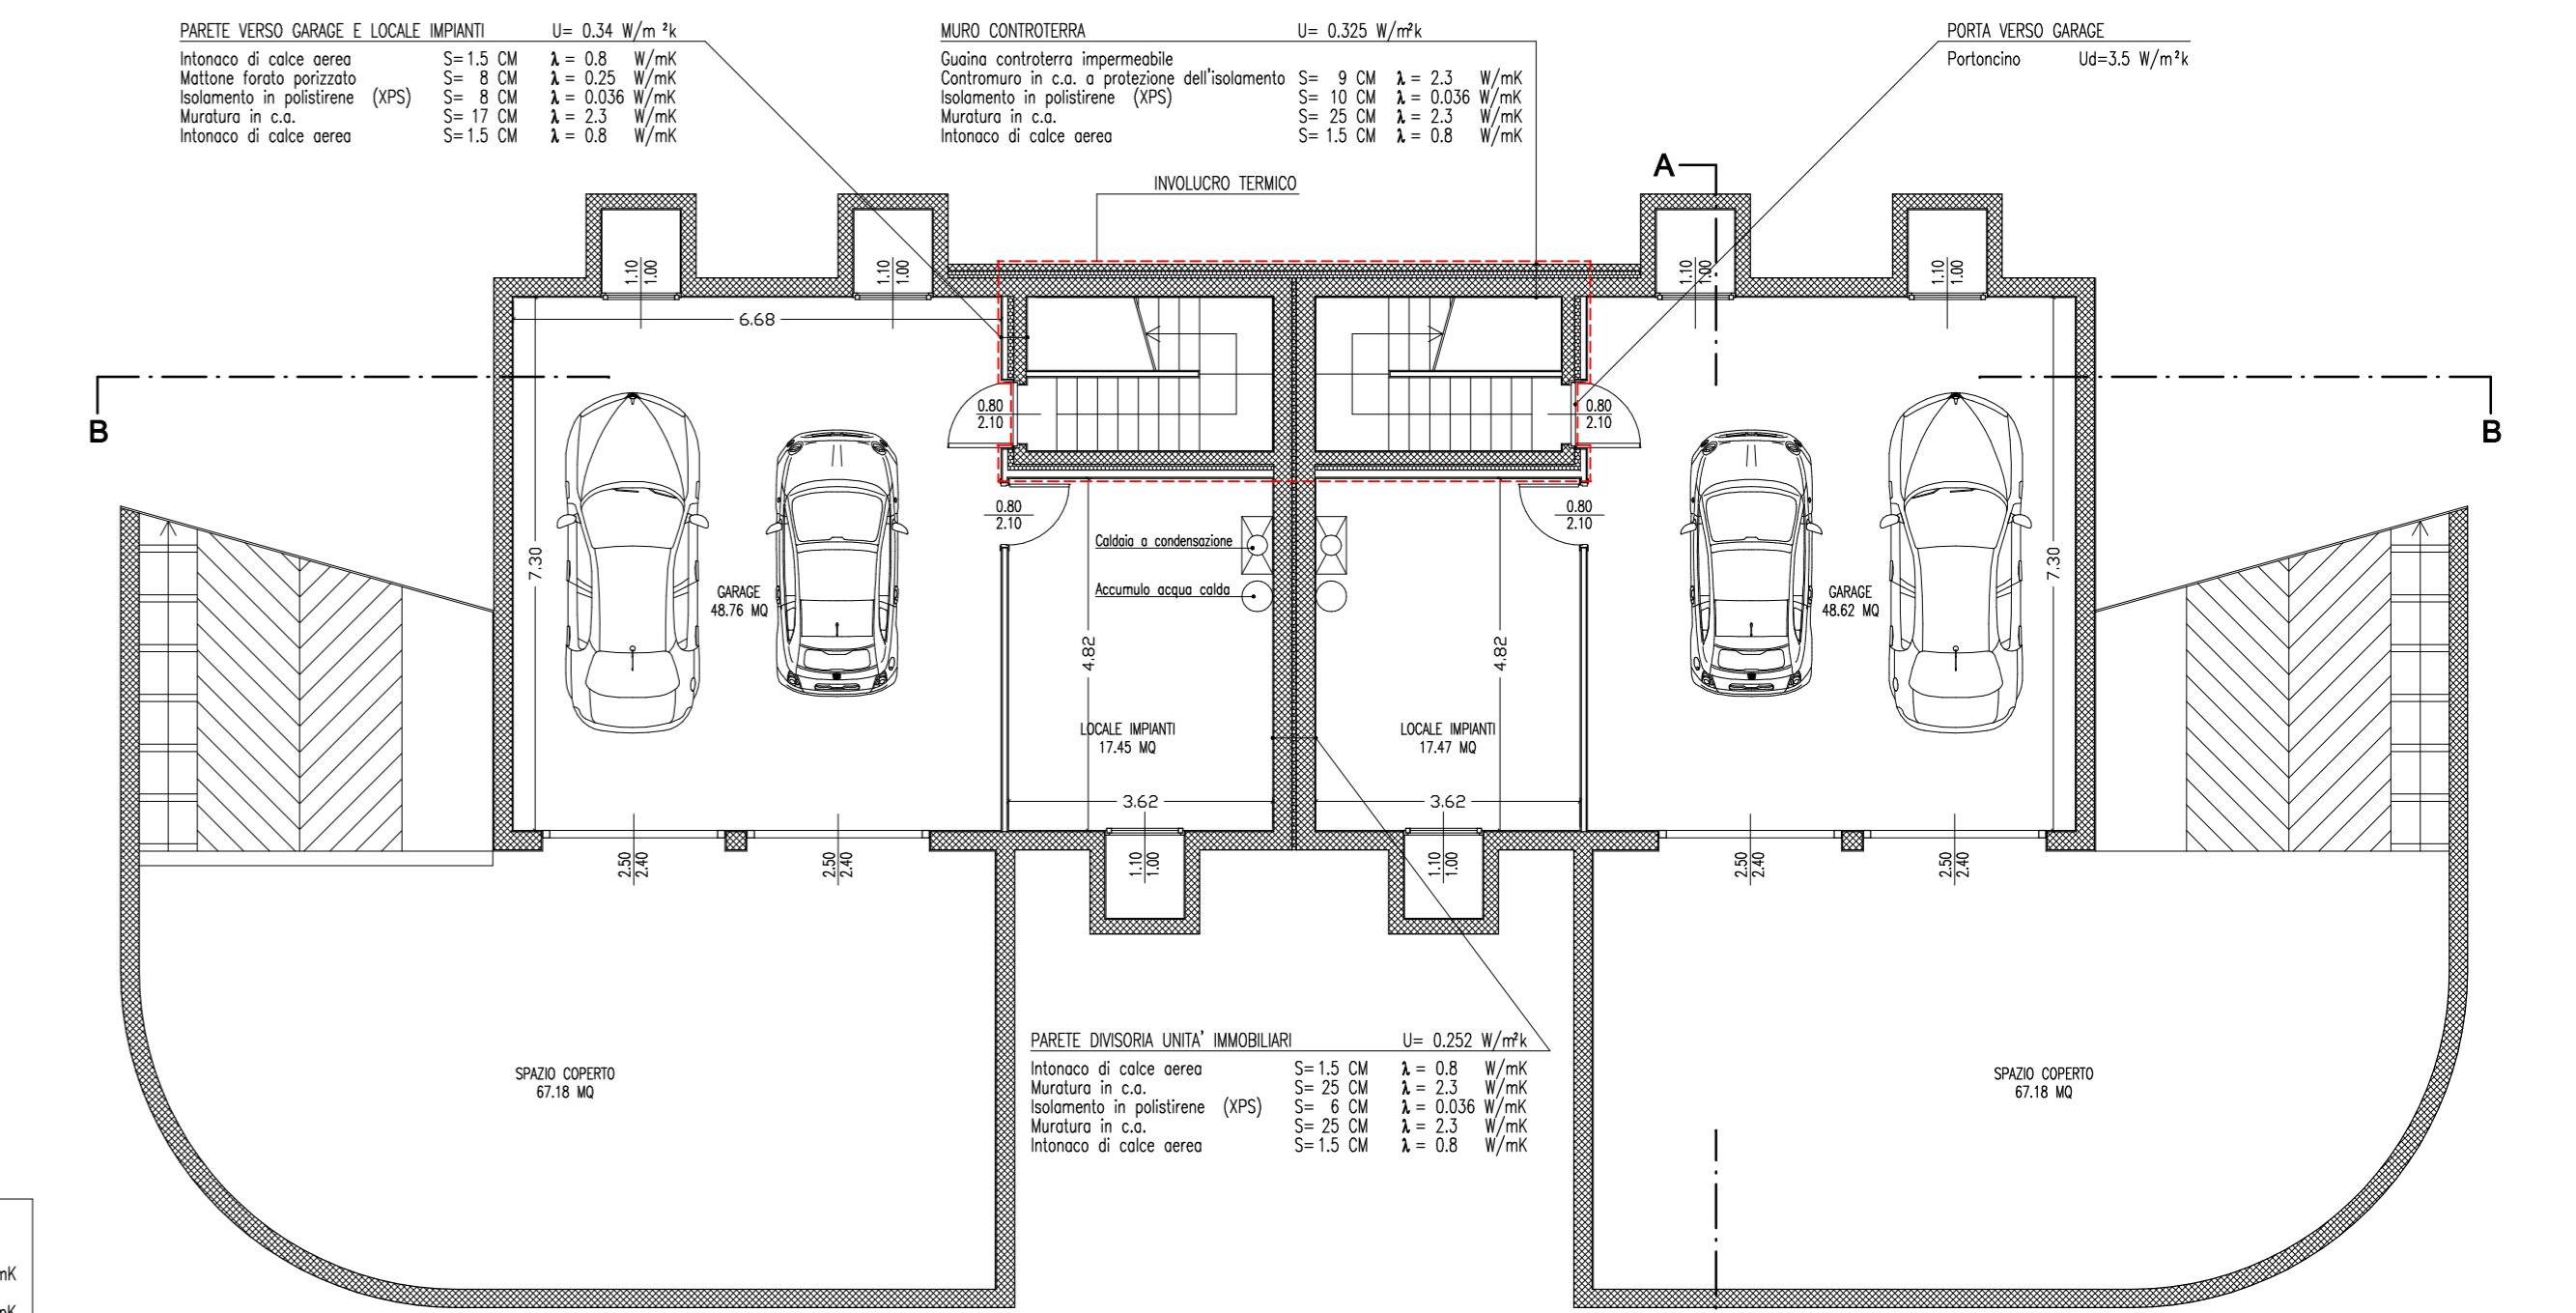 PARETE VERSO GARAGE E LOCALE IMPIANTI U= 0.34 W/m ²k
Intonaco di calce aerea S=1.5 CM λ = 0.8 W/mK
Mattone forato porizzato S= 8 CM λ = 0.25 W/mK
Isolamento in polistirene (XPS) S= 8 CM λ = 0.036 W/mK
Muratura in c.a. S= 17 CM λ = 2.3 W/mK
Intonaco di calce aerea S=1.5 CM λ = 0.8 W/mK
MURO CONTROTERRA U= 0.325 W/m²k
Guaina controterra impermeabile
Contromuro in c.a. a protezione dell'isolamento S= 9 CM λ = 2.3 W/mK
Isolamento in polistirene (XPS) S= 10 CM λ = 0.036 W/mK
Muratura in c.a. S= 25 CM λ = 2.3 W/mK
Intonaco di calce aerea S= 1.5 CM λ = 0.8 W/mK
PORTA VERSO GARAGE
Portoncino Ud=3.5 W/m²k
INVOLUCRO TERMICO
A
1.10
1.00
1.10
1.00
1.10
1.00
1.10
1.00
6.68
B
B
0.80
2.10
0.80
2.10
0.80
2.10
0.80
2.10
7.30
7.30
Caldaia a condensazione
Accumulo acqua calda
GARAGE
48.76 MQ
GARAGE
48.62 MQ
4.82
4.82
LOCALE IMPIANTI
17.45 MQ
LOCALE IMPIANTI
17.47 MQ
3.62
3.62
2.50
2.40
2.50
2.40
1.10
1.00
1.10
1.00
2.50
2.40
2.50
2.40
PARETE DIVISORIA UNITA' IMMOBILIARI U= 0.252 W/m²k
Intonaco di calce aerea S=1.5 CM λ = 0.8 W/mK
Muratura in c.a. S= 25 CM λ = 2.3 W/mK
Isolamento in polistirene (XPS) S= 6 CM λ = 0.036 W/mK
Muratura in c.a. S= 25 CM λ = 2.3 W/mK
Intonaco di calce aerea S=1.5 CM λ = 0.8 W/mK
SPAZIO COPERTO
67.18 MQ
SPAZIO COPERTO
67.18 MQ
mK